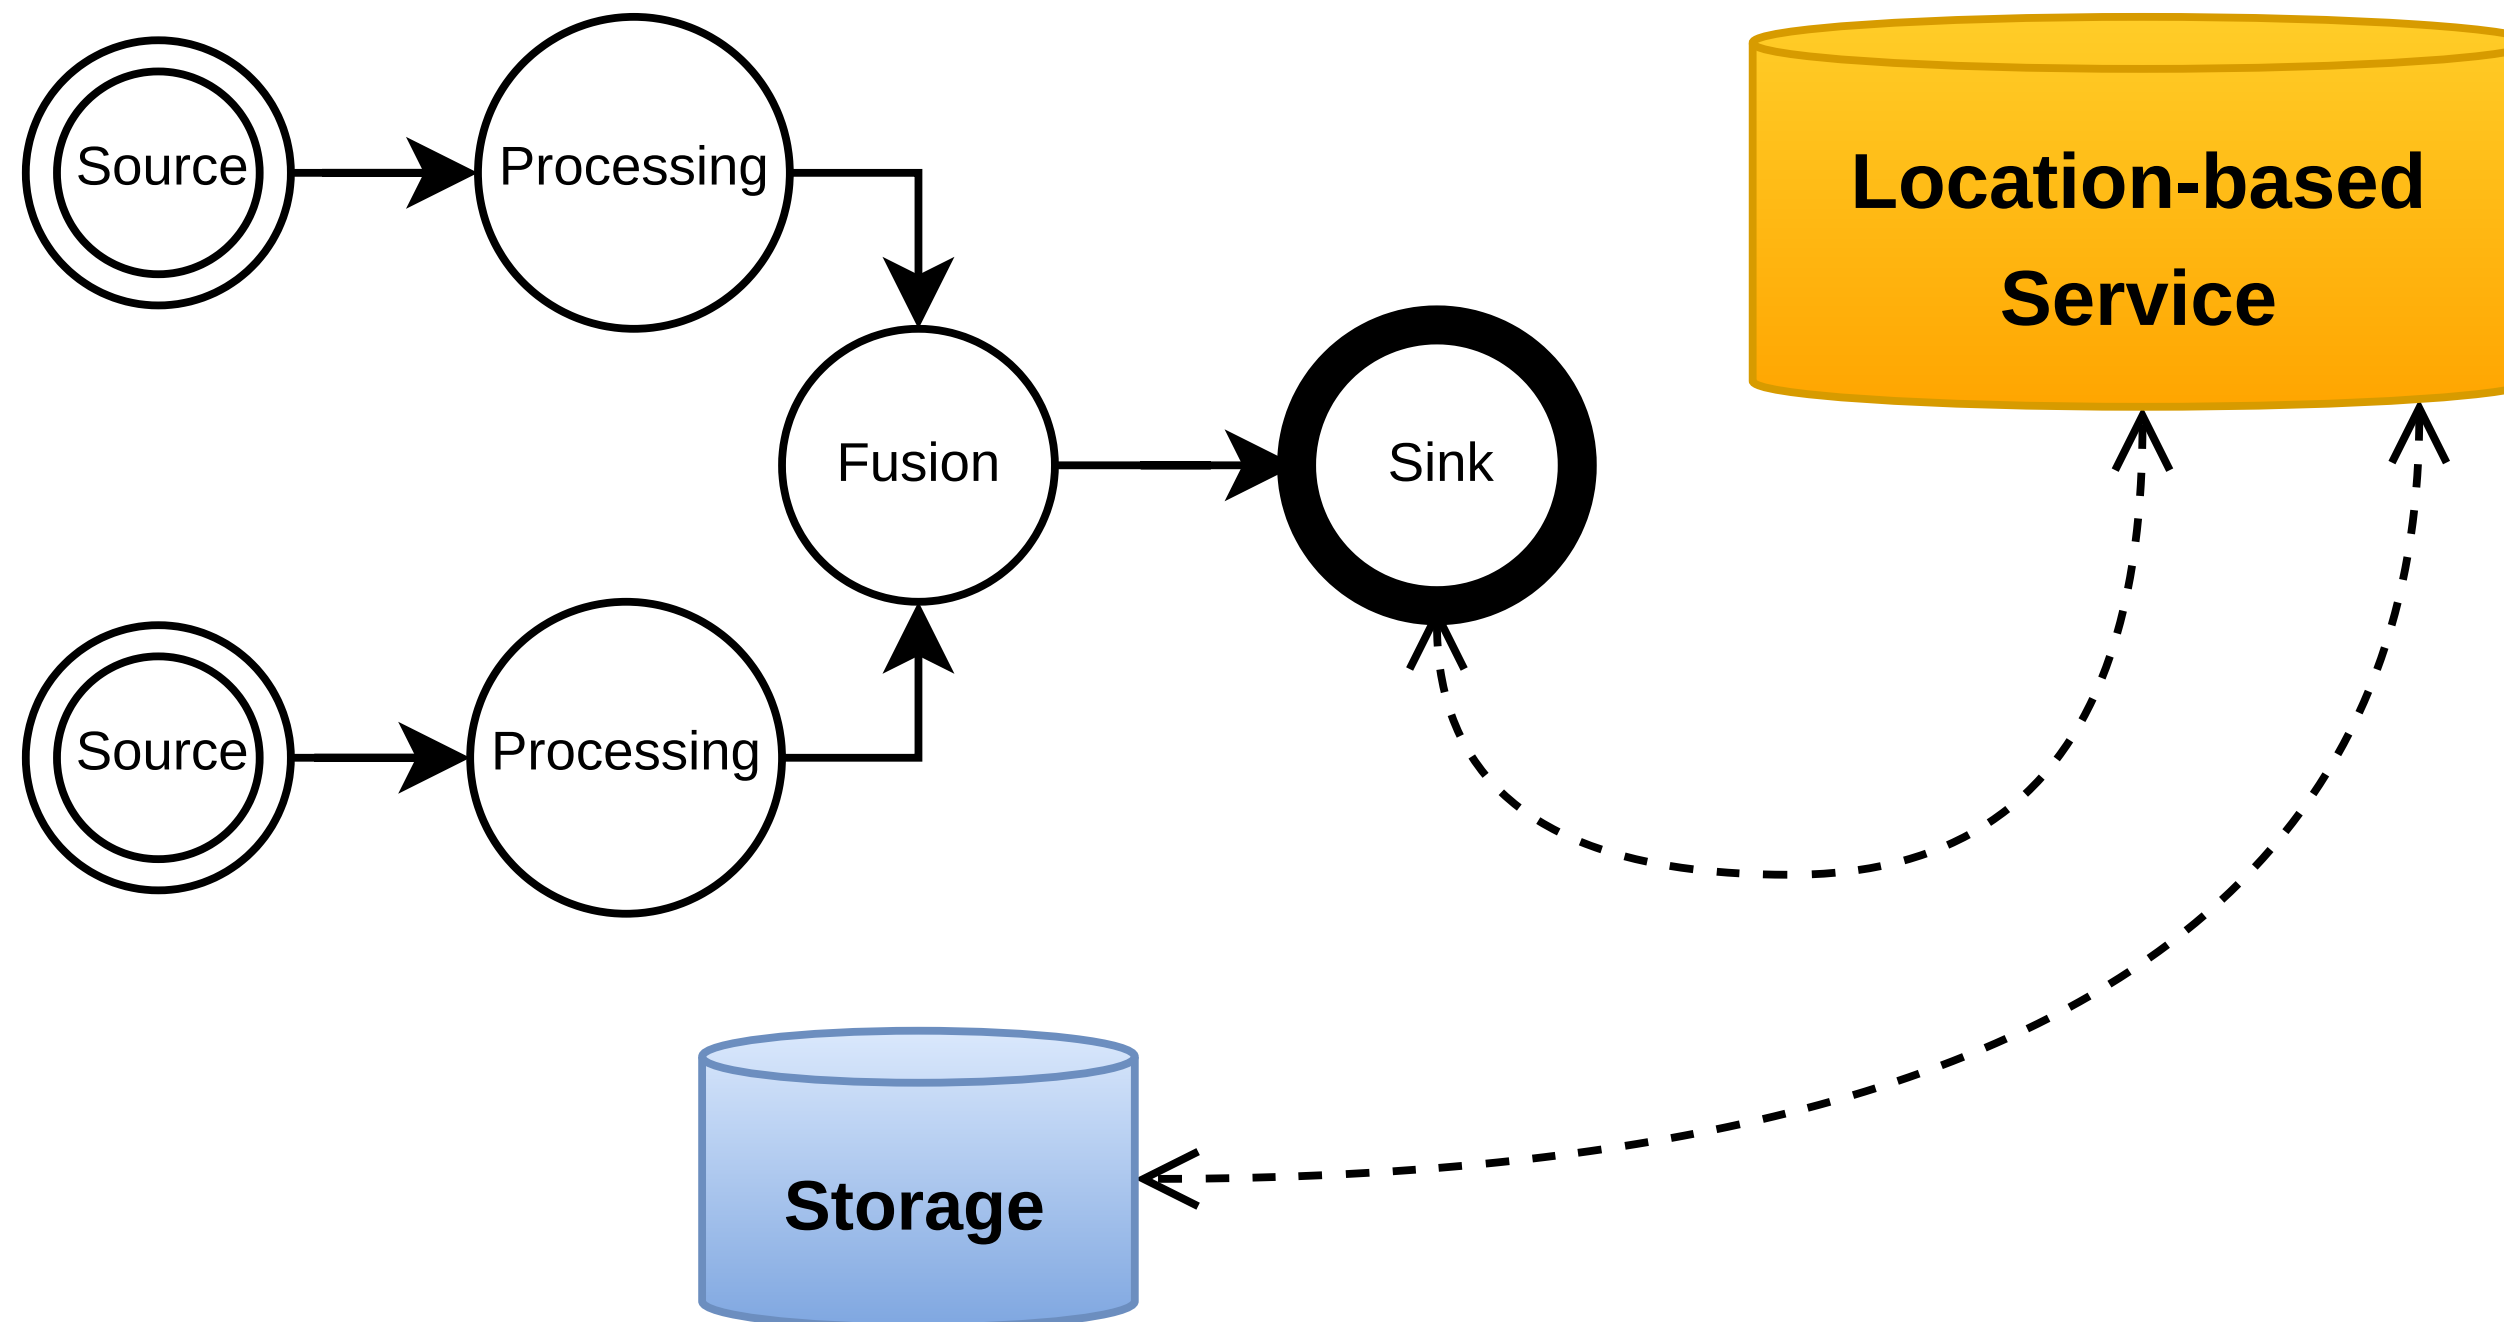 Source
Processing
Location-based
Service
Fusion
Sink
Source
Processing
Storage